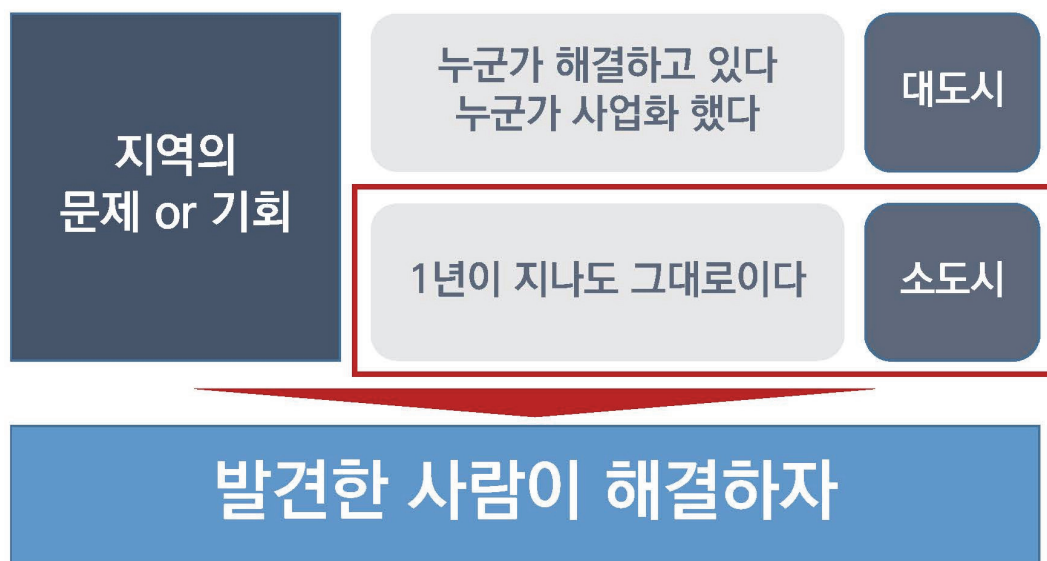 지역의
문제 or 기회
누군가 해결하고 있다
누군가 사업화 했다
대도시
1년이 지나도 그대로이다
소도시
발견한 사람이 해결하자